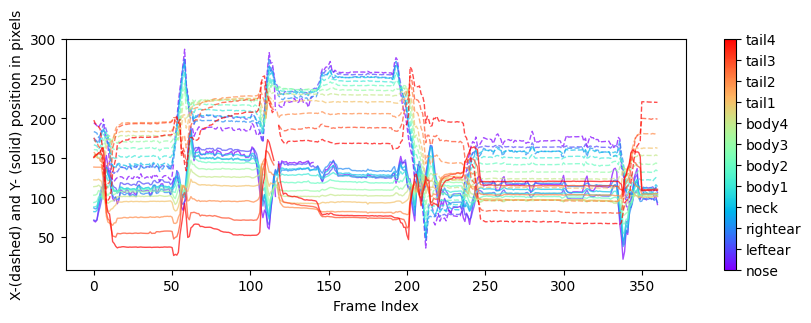 X-(dashed) and Y- (solid) position in pixels
300
250
200
150
100
50
0
50
100
150
200
250
300
350
Frame Index
tail4
tail3
tail2
tail1
body4
body3
body2
body1
neck
rightear
leftear
nose